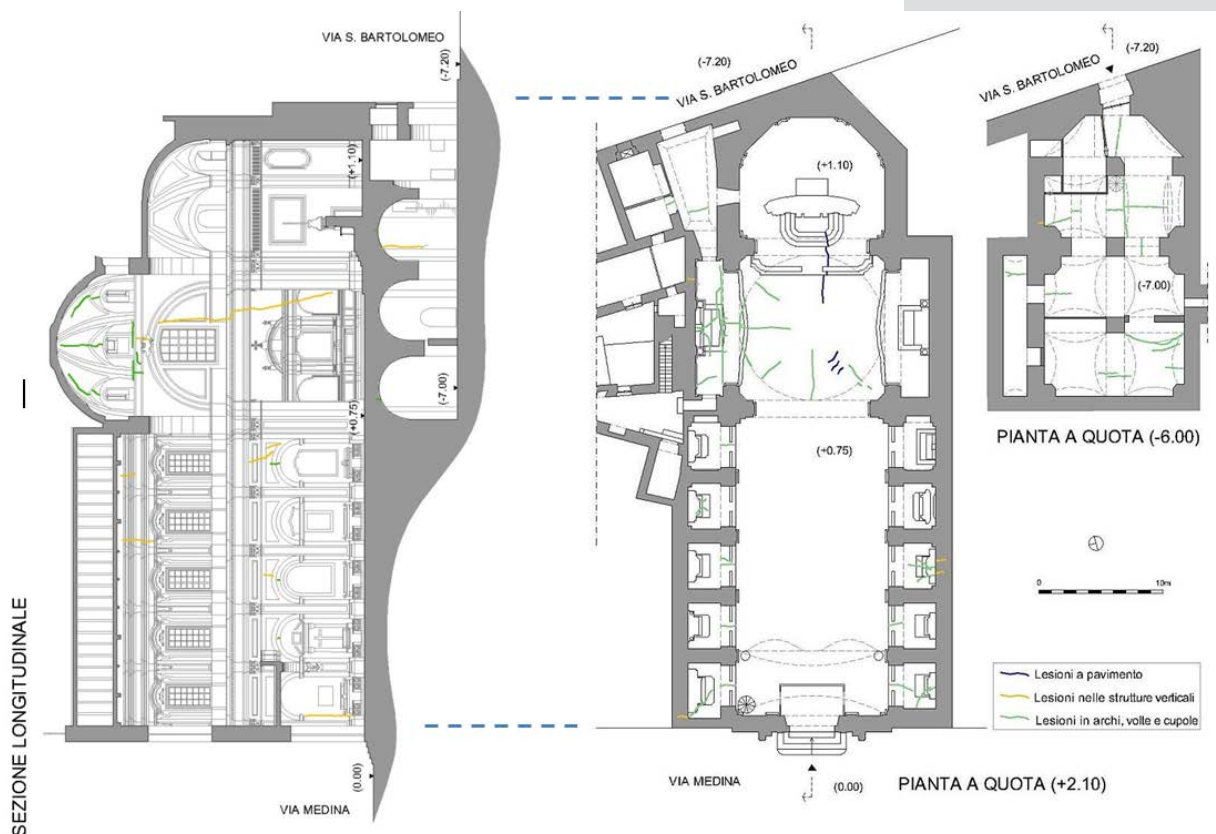 VIA S. BARTOLOMEO
(-7.20)
(+1.10)
(-7.00)
(+0.75)
(0.00)
VIA MEDINA
SEZIONE LONGITUDINALE
(-7.20)
VIA S. BARTOLOMEO
(+1.10)
(+0.75)
VIA MEDINA
(0.00)
PIANTA A QUOTA (+2.10)
(-7.20)
VIA S. BARTOLOMEO
(-7.00)
PIANTA A QUOTA (-6.00)
0
10m
Lesioni a pavimento
Lesioni nelle strutture verticali
Lesioni in archi, volte e cupole